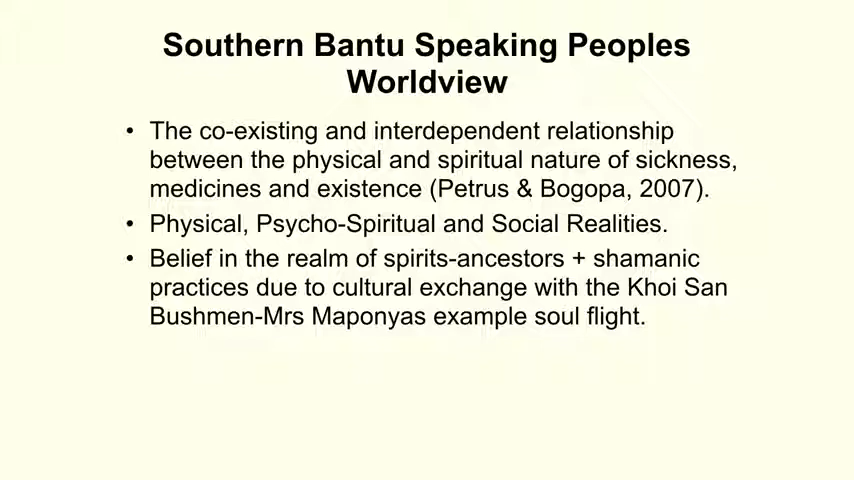 Southern Bantu Speaking Peoples
Worldview
• The co-existing and interdependent relationship
between the physical and spiritual nature of sickness,
medicines and existence (Petrus & Bogopa, 2007).
• Physical, Psycho-Spiritual and Social Realities.
• Belief in the realm of spirits-ancestors + shamanic
practices due to cultural exchange with the Khoi San
Bushmen-Mrs Maponyas example soul flight.